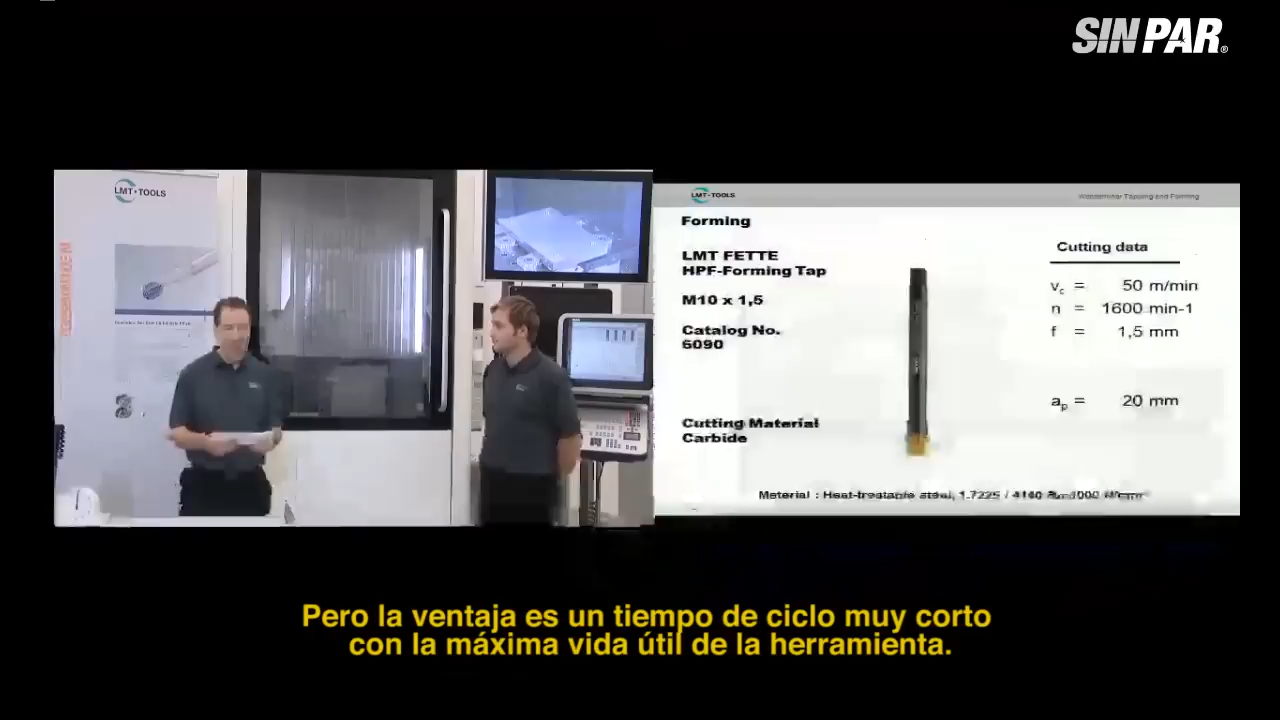 SIN PAR®
LMT•TOOLS
LMT•TOOLS
Webseminar Tapping and Forming
Forming
LMT FETTE
HPF-Forming Tap
M10 x 1,5
Catalog No.
5090
Cutting Material
Carbide
Cutting data
vc = 50 m/min
n = 1600 min-1
f = 1,5 mm
ap = 20 mm
Material : Heat-treatable steel, 1.7225 / 4140
Pero la ventaja es un tiempo de ciclo muy corto
con la máxima vida útil de la herramienta.